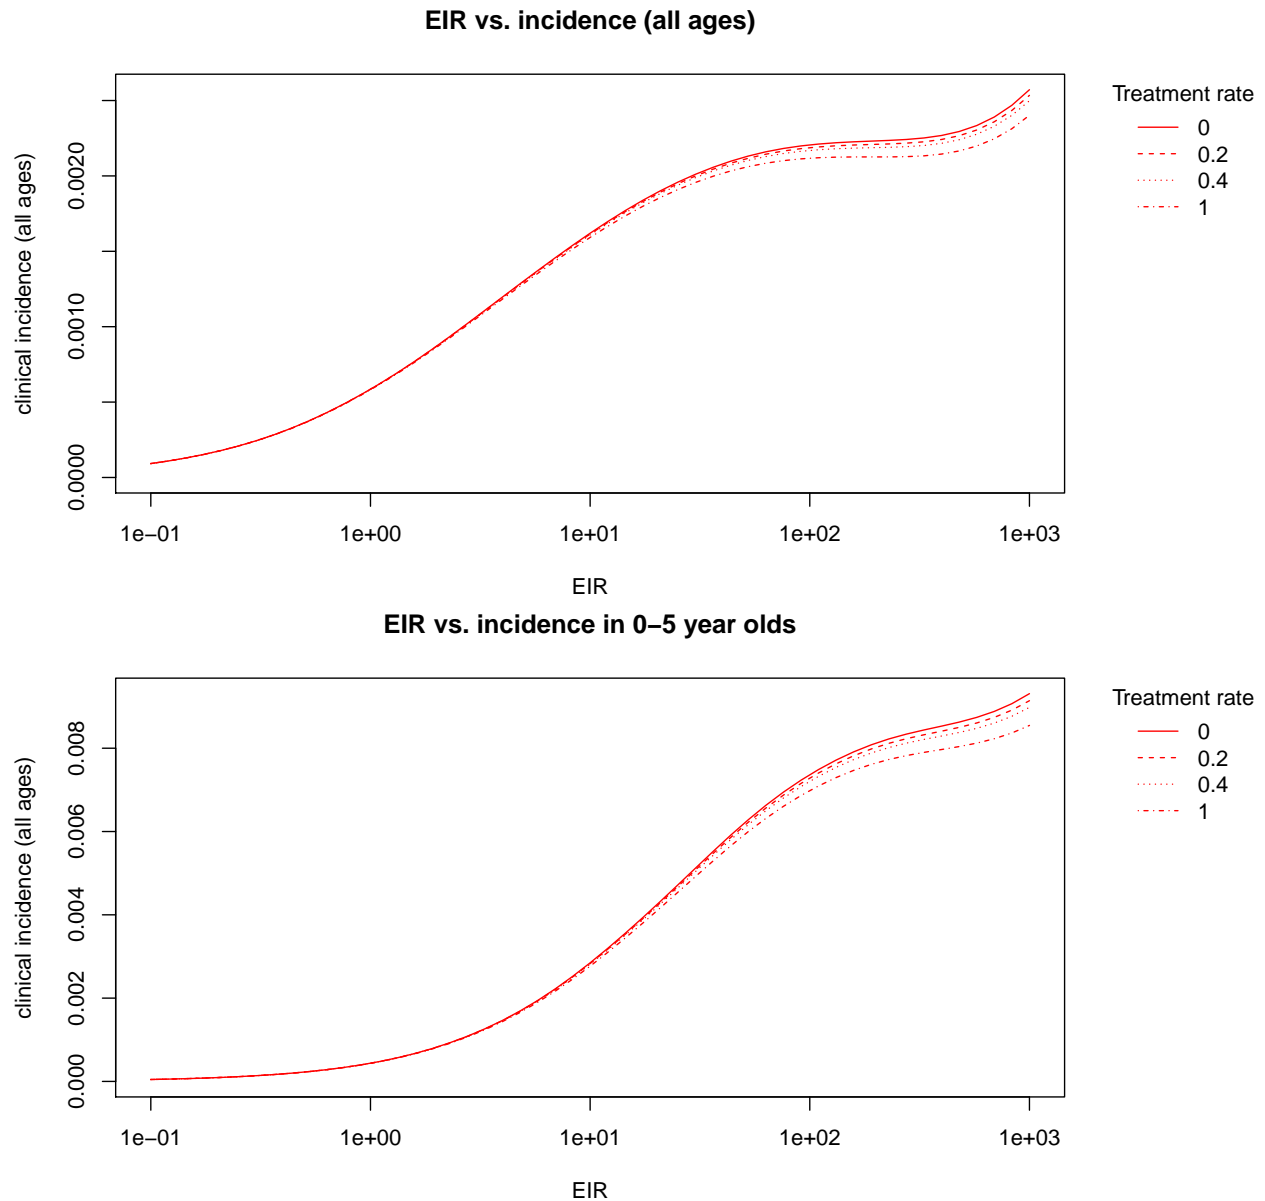 EIR vs. incidence (all ages)
clinical incidence (all ages)
0.0020
0.0010
0.0000
1e−01 1e+00 1e+01 1e+02 1e+03
EIR
Treatment rate
0
0.2
0.4
1
EIR vs. incidence in 0−5 year olds
clinical incidence (all ages)
0.008
0.006
0.004
0.002
0.000
1e−01 1e+00 1e+01 1e+02 1e+03
EIR
Treatment rate
0
0.2
0.4
1